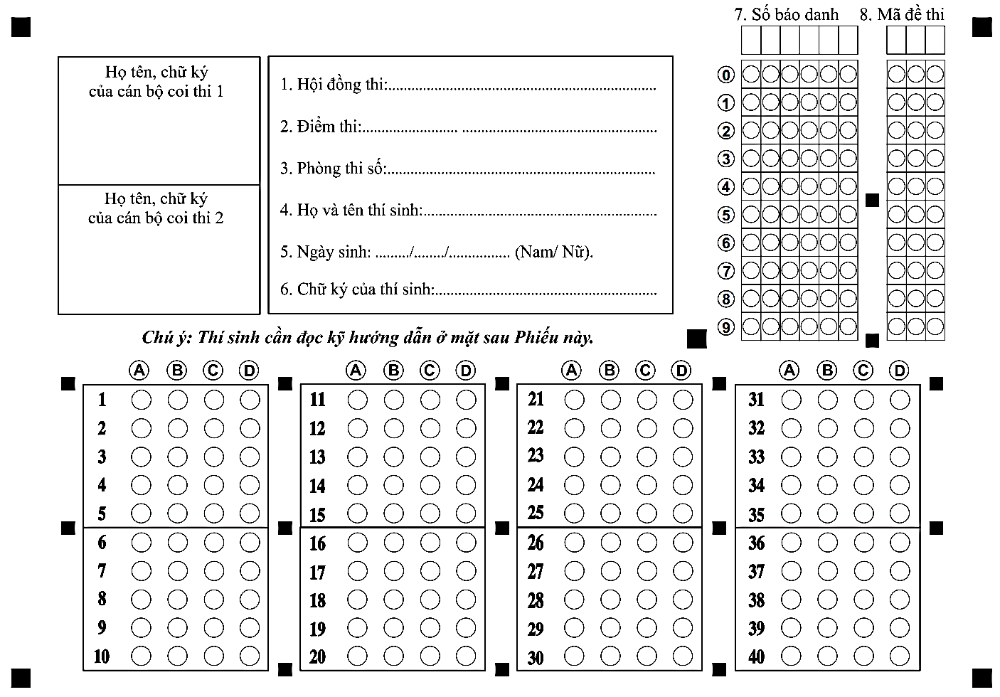 7. Số báo danh 8. Mã đề thi
Họ tên, chữ ký
của cán bộ coi thi 1
Họ tên, chữ ký
của cán bộ coi thi 2
1. Hội đồng thi:...............................................................
2. Điểm thi:...................... .............................................
3. Phòng thi số:...............................................................
4. Họ và tên thí sinh:.......................................................
5. Ngày sinh: ......../......./.............. (Nam/ Nữ).
6. Chữ ký của thí sinh:....................................................
0
1
2
3
4
5
6
7
8
9
Chú ý: Thí sinh cần đọc kỹ hướng dẫn ở mặt sau Phiếu này.
A B C D A B C D A B C D A B C D
1 11 21 31
2 12 22 32
3 13 23 33
4 14 24 34
5 15 25 35
6 16 26 36
7 17 27 37
8 18 28 38
9 19 29 39
10 20 30 40